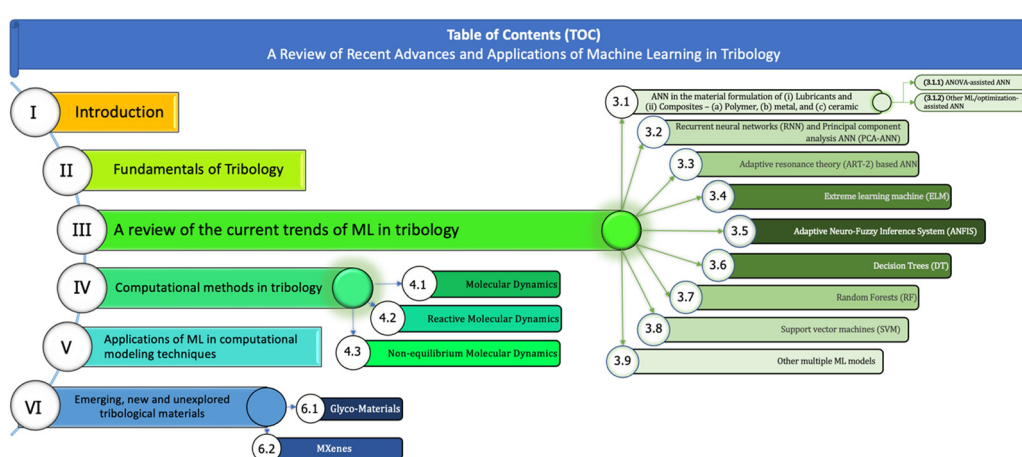 Table of Contents (TOC)
A Review of Recent Advances and Applications of Machine Learning in Tribology
I
Introduction
II
Fundamentals of Tribology
III
A review of the current trends of ML in tribology
3.1
ANN in the material formulation of (i) Lubricants and
(ii) Composites – (a) Polymer, (b) metal, and (c) ceramic
(3.1.1) ANOVA-assisted ANN
(3.1.2) Other ML/optimization-
assisted ANN
3.2
Recurrent neural networks (RNN) and Principal component
analysis ANN (PCA-ANN)
3.3
Adaptive resonance theory (ART-2) based ANN
3.4
Extreme learning machine (ELM)
3.5
Adaptive Neuro-Fuzzy Inference System (ANFIS)
3.6
Decision Trees (DT)
3.7
Random Forests (RF)
3.8
Support vector machines (SVM)
3.9
Other multiple ML models
IV
Computational methods in tribology
4.1
Molecular Dynamics
4.2
Reactive Molecular Dynamics
4.3
Non-equilibrium Molecular Dynamics
V
Applications of ML in computational
modeling techniques
VI
Emerging, new and unexplored
tribological materials
6.1
Glyco-Materials
6.2
MXenes